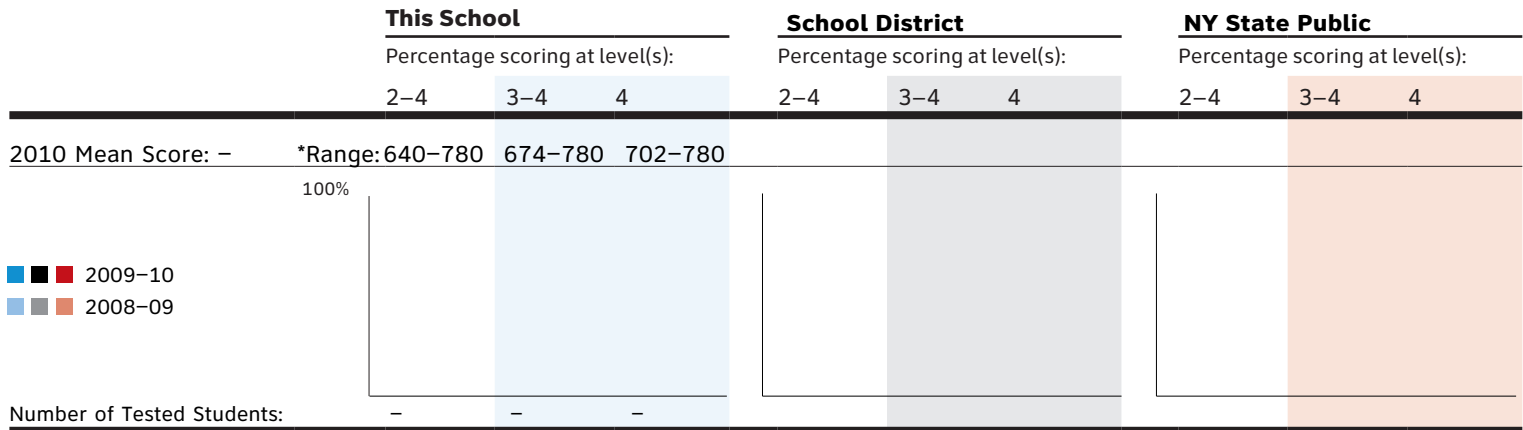 This School School District NY State Public
Percentage scoring at level(s): Percentage scoring at level(s): Percentage scoring at level(s):
2–4 3–4 4 2–4 3–4 4 2–4 3–4 4
2010 Mean Score: – *Range: 640–780 674–780 702–780
100%
2009–10
2008–09
Number of Tested Students: – – –